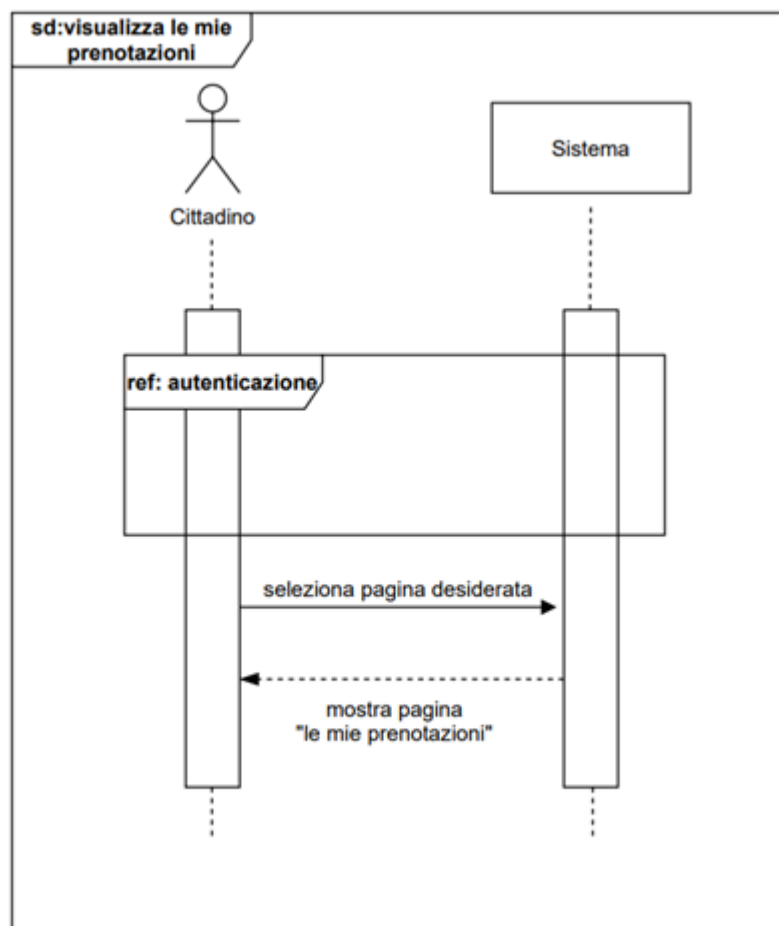 sd:visualizza le mie
prenotazioni
Sistema
Cittadino
ref: autenticazione
seleziona pagina desiderata
mostra pagina
"le mie prenotazioni"